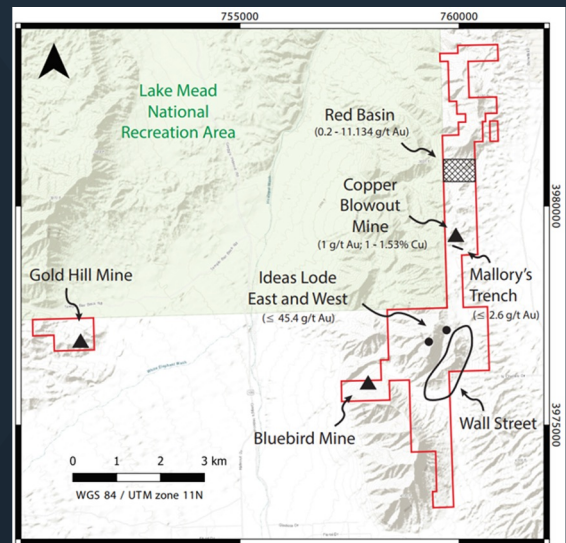 755000
760000
Lake Mead
National
Recreation Area
Red Basin
(0.2 - 11.134 g/t Au)
Copper
Blowout
Mine
(1 g/t Au; 1 - 1.53% Cu)
3980000
Gold Hill Mine
Ideas Lode
East and West
(≤ 45.4 g/t Au)
Mallory's
Trench
(≤ 2.6 g/t Au)
Bluebird Mine
Wall Street
3975000
0 1 2 3 km
WGS 84 / UTM zone 11N